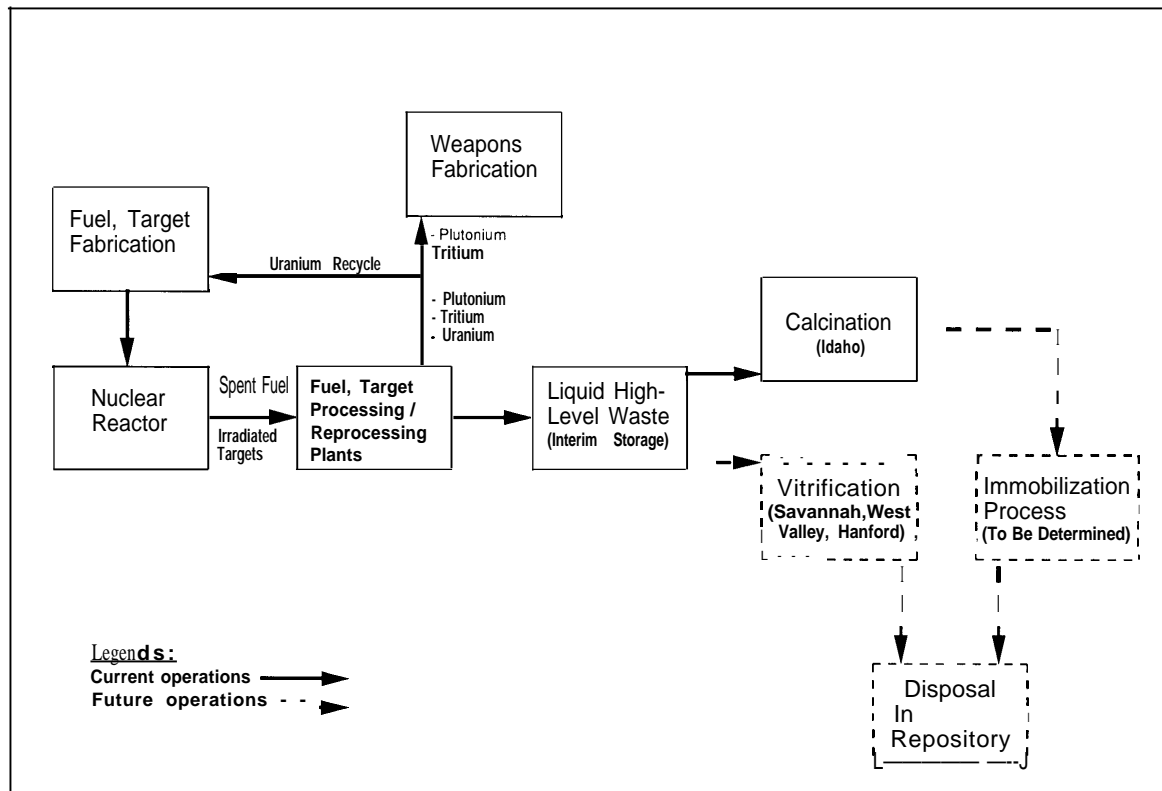 Weapons
Fabrication
Fuel, Target
Fabrication
- Plutonium
Tritium
Uranium Recycle
- Plutonium
- Tritium
- Uranium
Calcination
(Idaho)
Nuclear
Reactor
Spent Fuel
Irradiated
Targets
Fuel, Target
Processing /
Reprocessing
Plants
Liquid High-
Level Waste
(Interim Storage)
Vitrification
(Savannah,West
Valley, Hanford)
Immobilization
Process
(To Be Determined)
Disposal
In
Repository
Legends:
Current operations
Future operations